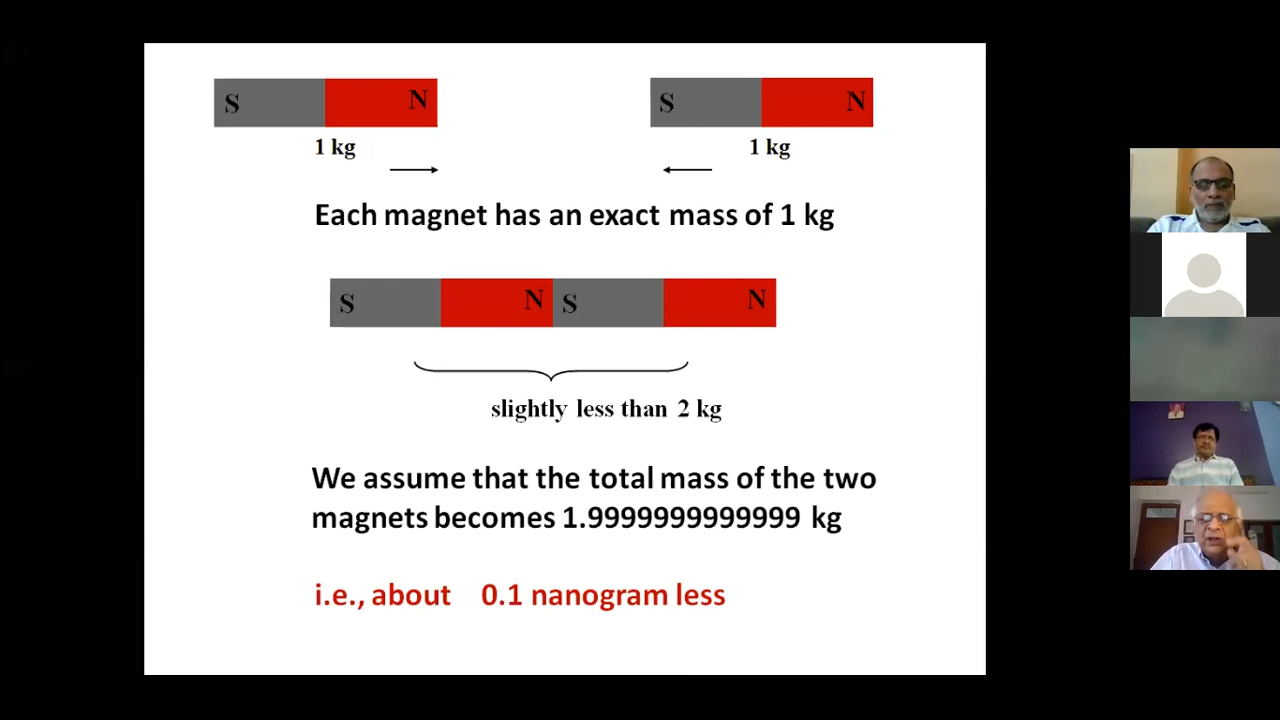 S N S N
1 kg 1 kg
Each magnet has an exact mass of 1 kg
S N S N
slightly less than 2 kg
We assume that the total mass of the two
magnets becomes 1.9999999999999 kg
i.e., about 0.1 nanogram less